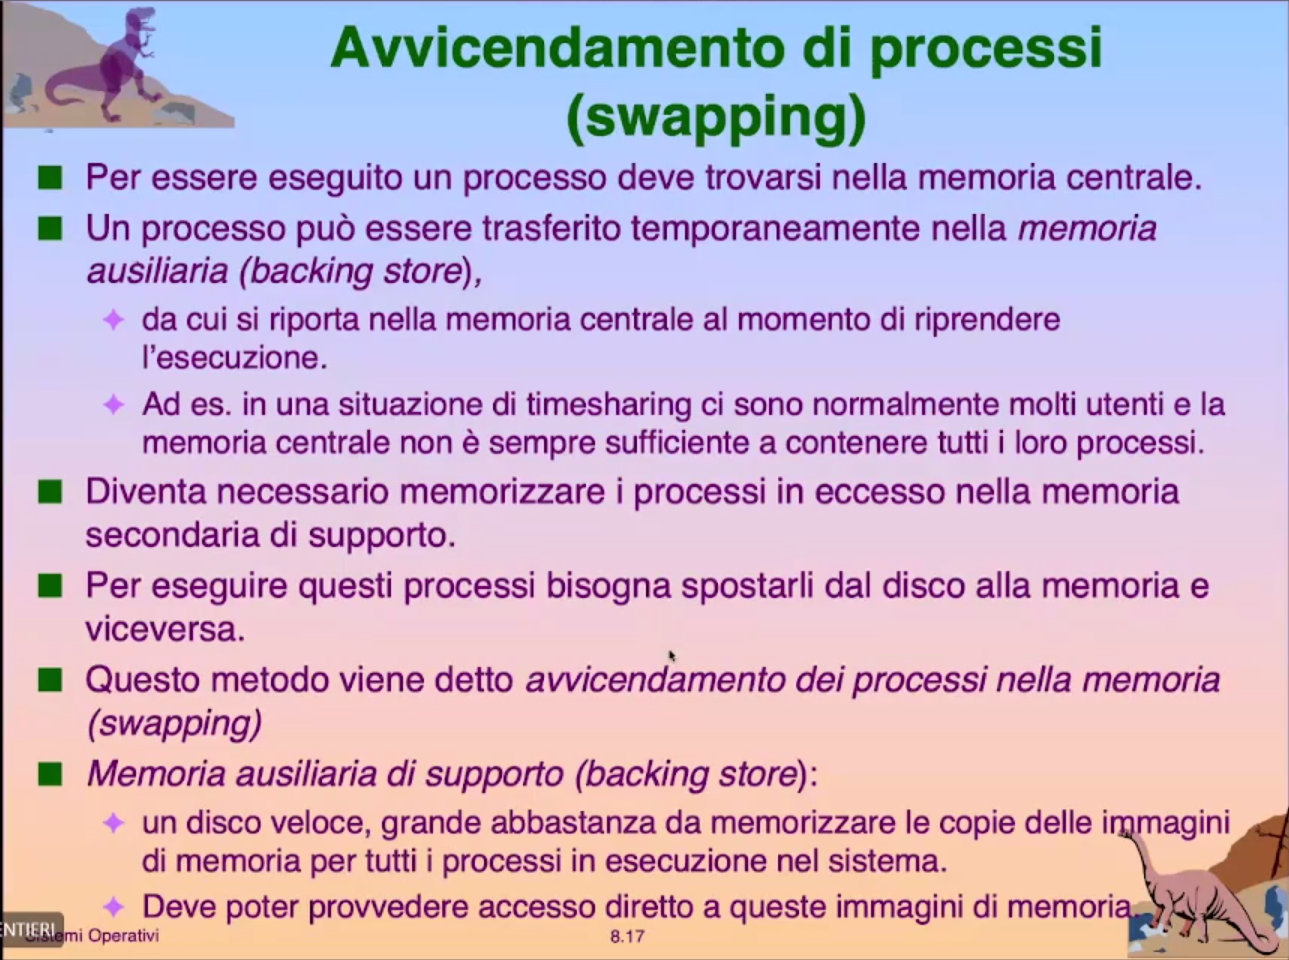 Avvicendamento di processi
(swapping)
Per essere eseguito un processo deve trovarsi nella memoria centrale.
Un processo può essere trasferito temporaneamente nella memoria
ausiliaria (backing store),
da cui si riporta nella memoria centrale al momento di riprendere
l'esecuzione.
Ad es. in una situazione di timesharing ci sono normalmente molti utenti e la
memoria centrale non è sempre sufficiente a contenere tutti i loro processi.
Diventa necessario memorizzare i processi in eccesso nella memoria
secondaria di supporto.
Per eseguire questi processi bisogna spostarli dal disco alla memoria e
viceversa.
Questo metodo viene detto avvicendamento dei processi nella memoria
(swapping)
Memoria ausiliaria di supporto (backing store):
un disco veloce, grande abbastanza da memorizzare le copie delle immagini
di memoria per tutti i processi in esecuzione nel sistema.
Deve poter provvedere accesso diretto a queste immagini di memoria.
ENTIERI
Sistemi Operativi
8.17